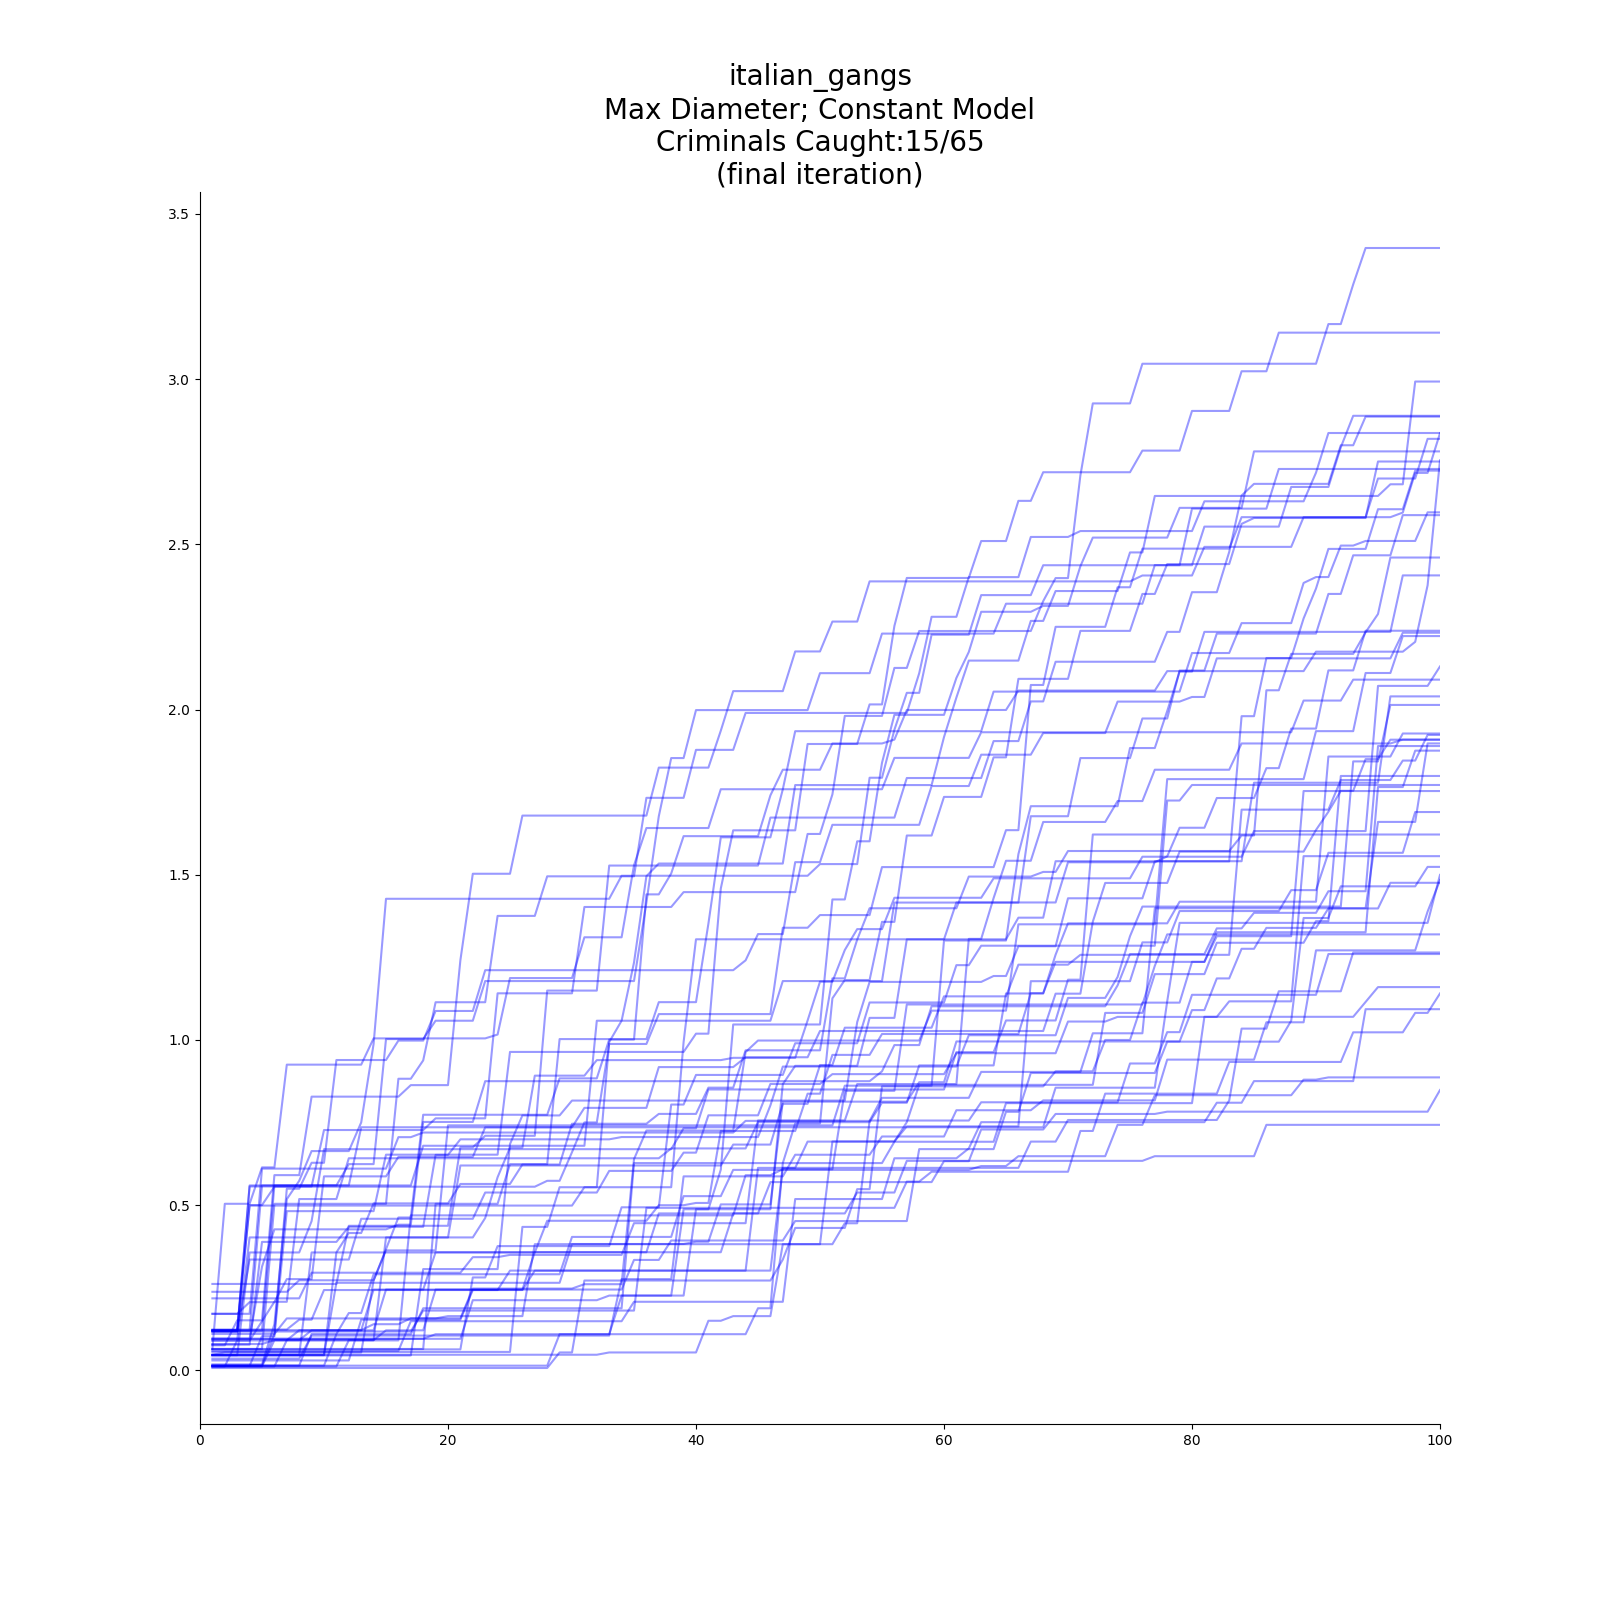 italian_gangs
Max Diameter; Constant Model
Criminals Caught:15/65
(final iteration)
3.5
3.0
2.5
2.0
1.5
1.0
0.5
0.0
0 20 40 60 80 100